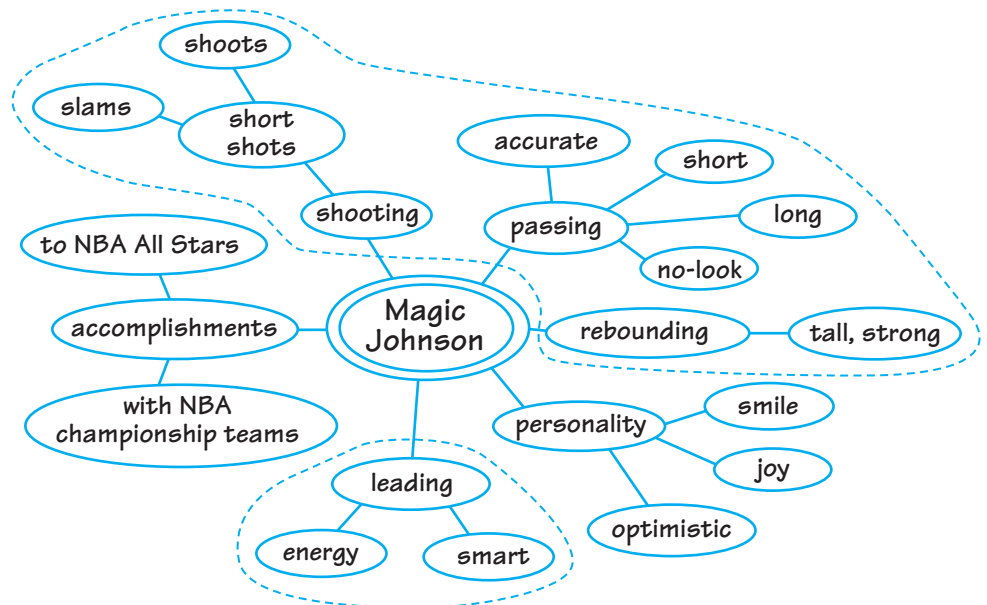 shoots
slams
short
shots
shooting
accurate
short
passing
long
no-look
to NBA All Stars
accomplishments
with NBA
championship teams
Magic
Johnson
rebounding
tall, strong
personality
smile
joy
optimistic
leading
energy
smart